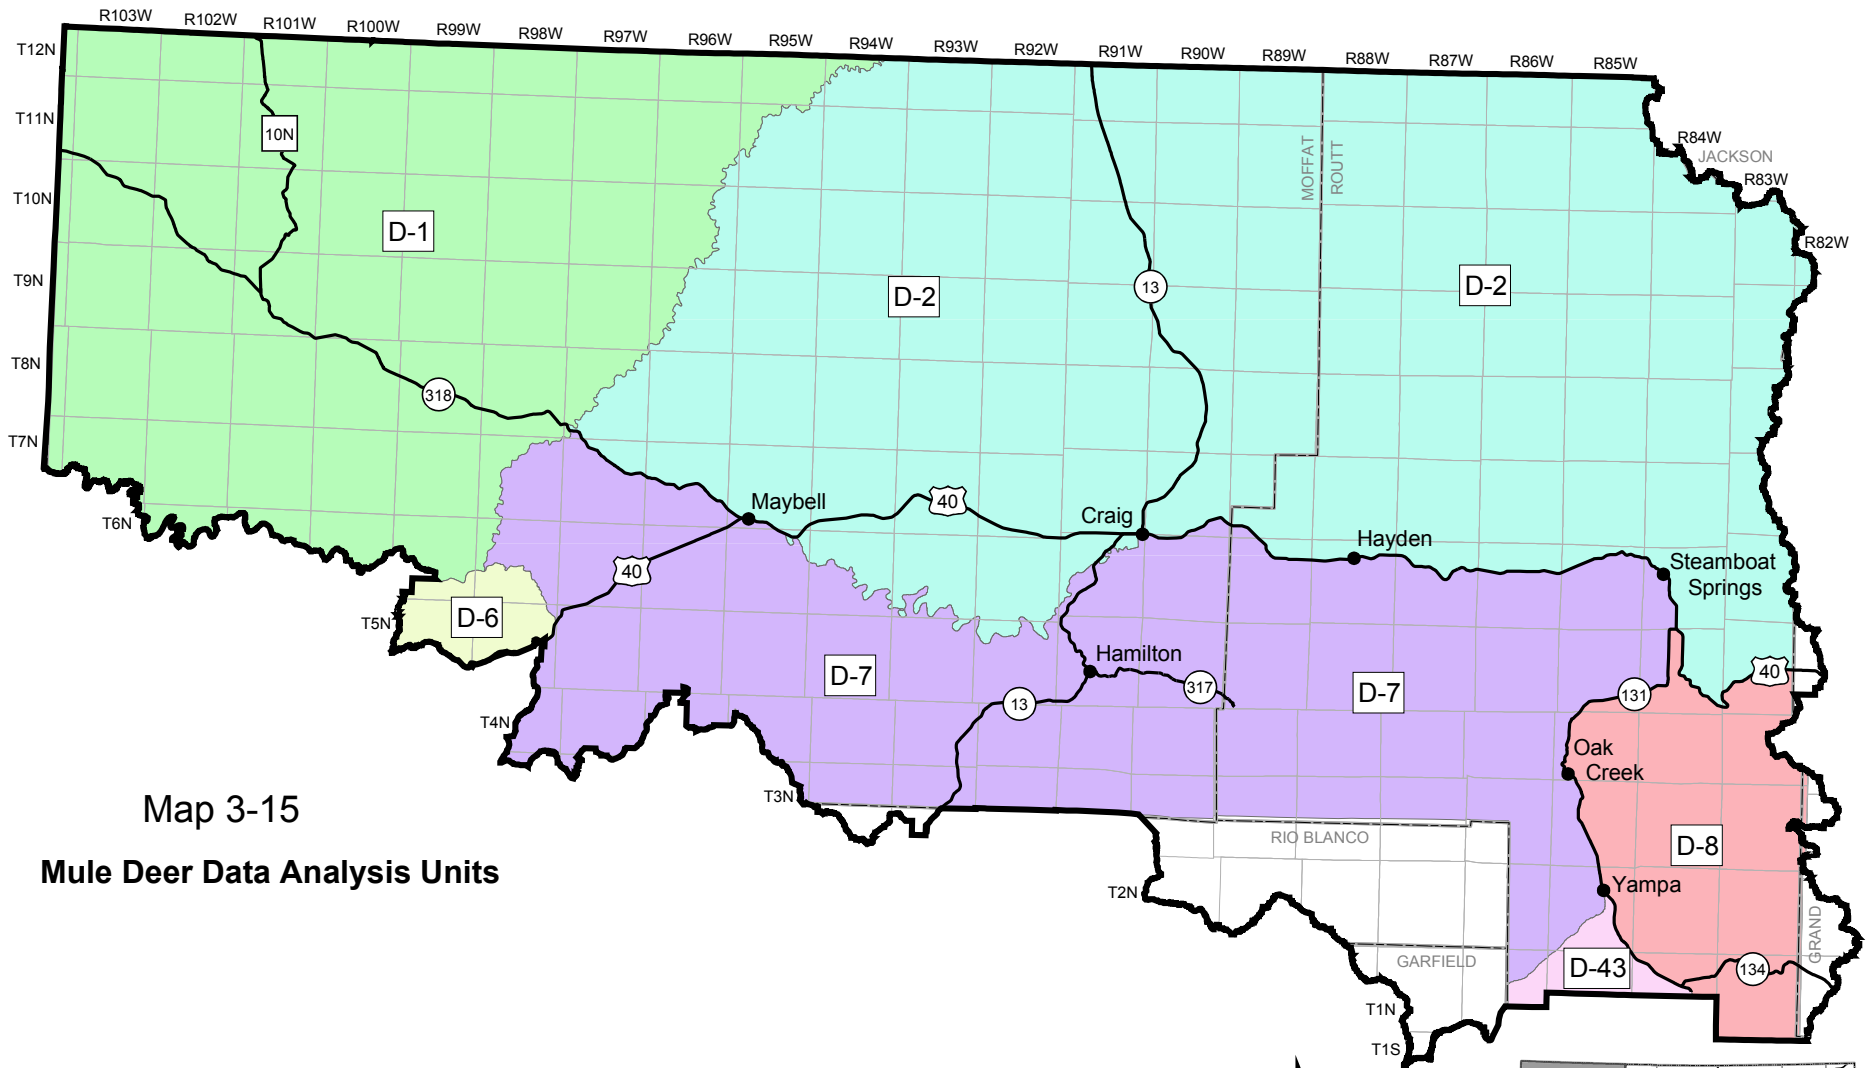 R103W R102W R101W R100W R99W R98W R97W R96W R95W R94W R93W R92W R91W R90W R89W R88W R87W R86W R85W
T12N
T11N
10N
R84W
MOFFAT
ROUTT
JACKSON
R83W
T10N
D-1
R82W
T9N
D-2
13
D-2
T8N
318
T7N
Maybell
40
Craig
T6N
Hayden
40
Steamboat
Springs
D-6
T5N
Hamilton
D-7
317
D-7
40
131
13
T4N
Oak
Creek
T3N
Map 3-15
RIO BLANCO
D-8
Mule Deer Data Analysis Units
T2N
Yampa
GRAND
GARFIELD
D-43
134
T1N
T1S